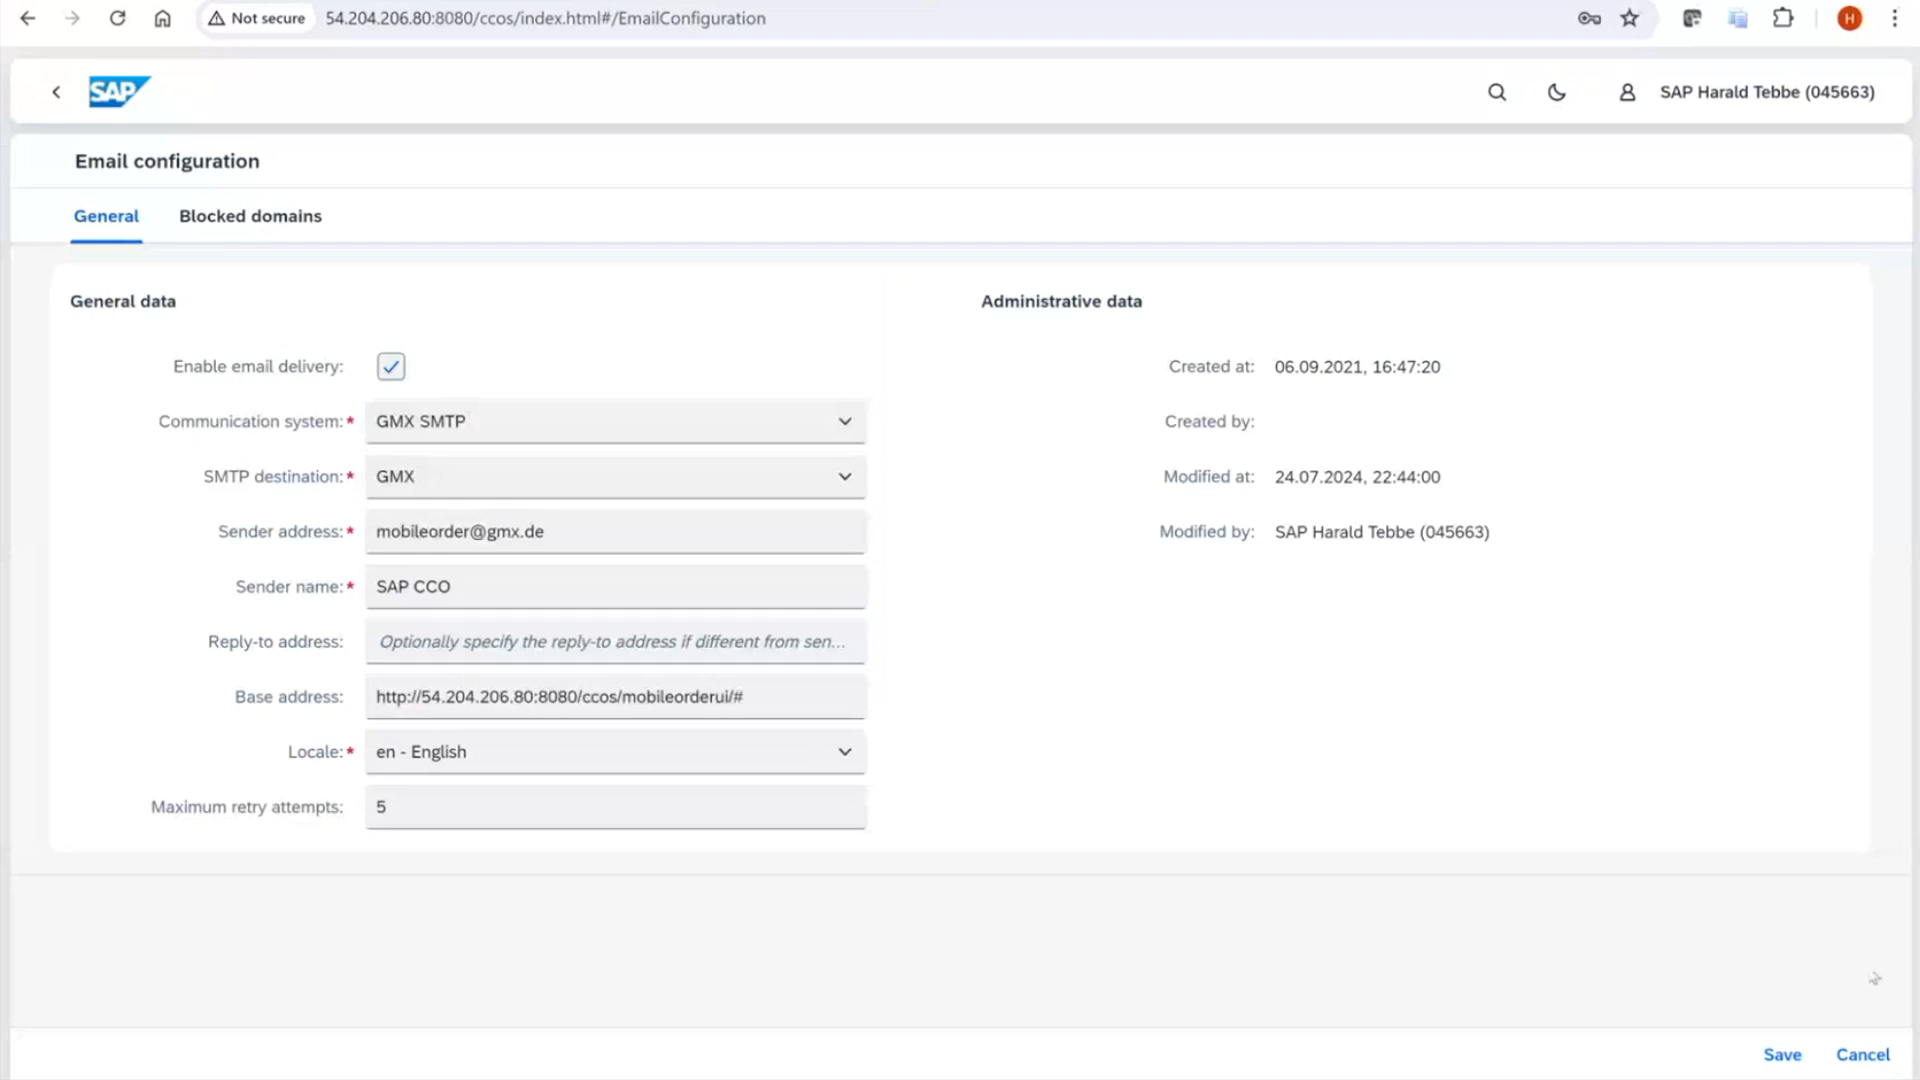 Not secure
54.204.206.80:8080/ccos/index.html#/EmailConfiguration
H
SAP
SAP Harald Tebbe (045663)
Email configuration
General
Blocked domains
General data
Administrative data
Enable email delivery:
Created at: 06.09.2021, 16:47:20
Communication system:* GMX SMTP
Created by:
SMTP destination:* GMX
Modified at: 24.07.2024, 22:44:00
Sender address:* mobileorder@gmx.de
Modified by: SAP Harald Tebbe (045663)
Sender name:* SAP CCO
Reply-to address: Optionally specify the reply-to address if different from sen...
Base address: http://54.204.206.80:8080/ccos/mobileorderui/#
Locale:* en - English
Maximum retry attempts: 5
Save
Cancel